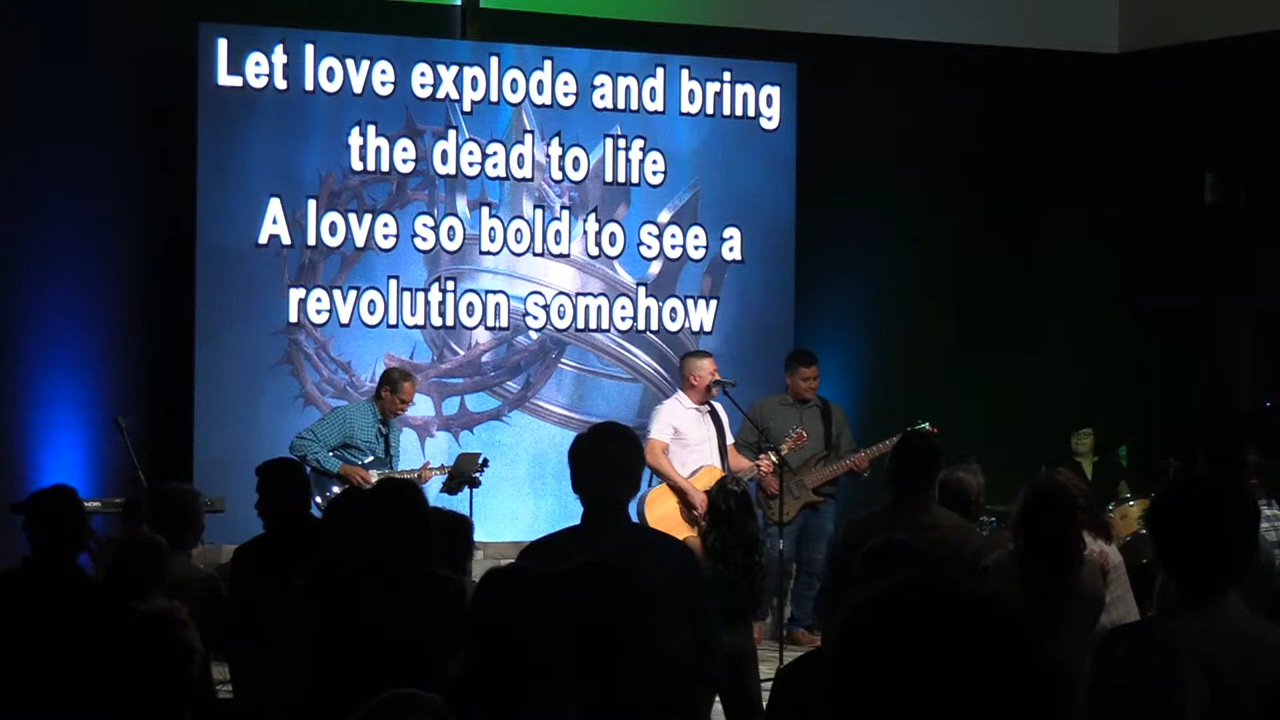 Let love explode and bring
the dead to life
A love so bold to see a
revolution somehow